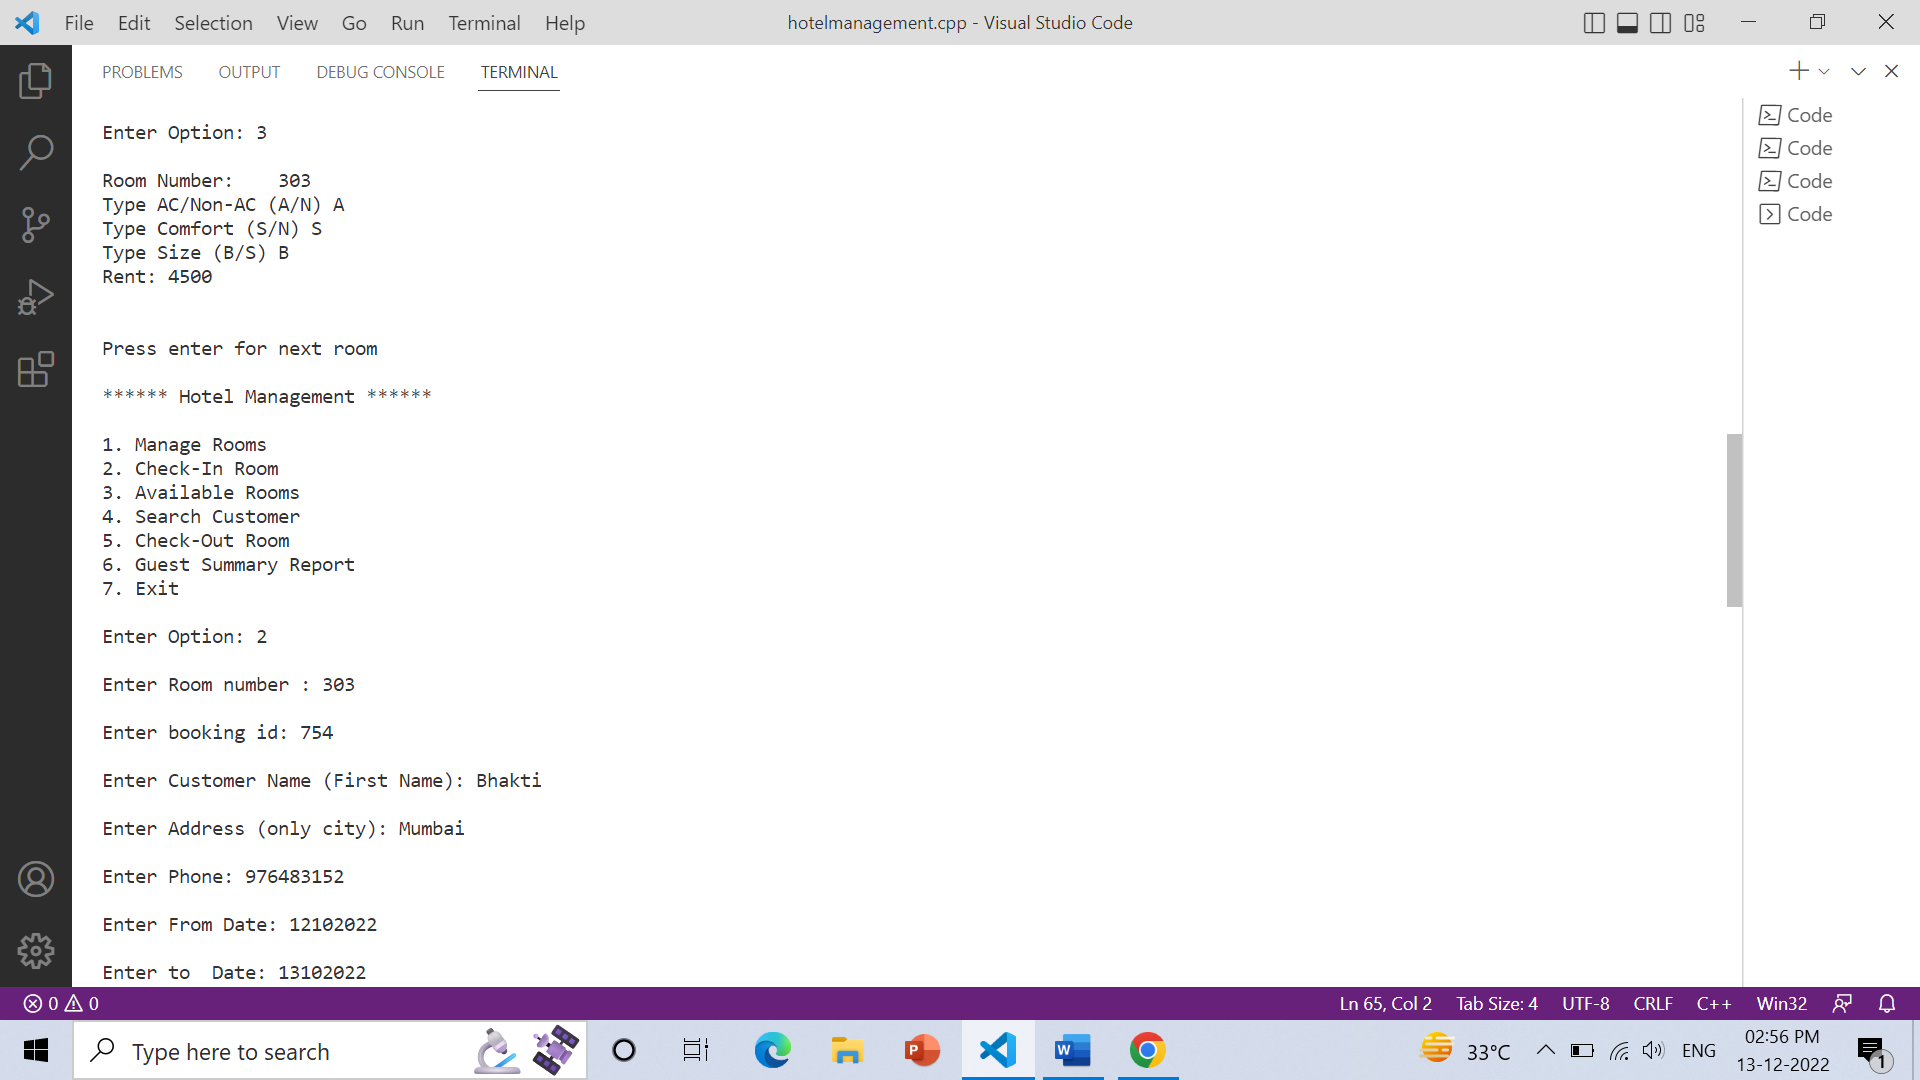 File Edit Selection View Go Run Terminal Help hotelmanagement.cpp - Visual Studio Code
PROBLEMS OUTPUT DEBUG CONSOLE TERMINAL
Code
Code
Code
Code
Enter Option: 3
Room Number:    303
Type AC/Non-AC (A/N) A
Type Comfort (S/N) S
Type Size (B/S) B
Rent: 4500
Press enter for next room
****** Hotel Management ******
1. Manage Rooms
2. Check-In Room
3. Available Rooms
4. Search Customer
5. Check-Out Room
6. Guest Summary Report
7. Exit
Enter Option: 2
Enter Room number : 303
Enter booking id: 754
Enter Customer Name (First Name): Bhakti
Enter Address (only city): Mumbai
Enter Phone: 976483152
Enter From Date: 12102022
Enter to  Date: 13102022
0 0 Ln 65, Col 2 Tab Size: 4 UTF-8 CRLF C++ Win32
Type here to search 33°C ENG 02:56 PM
13-12-2022
1